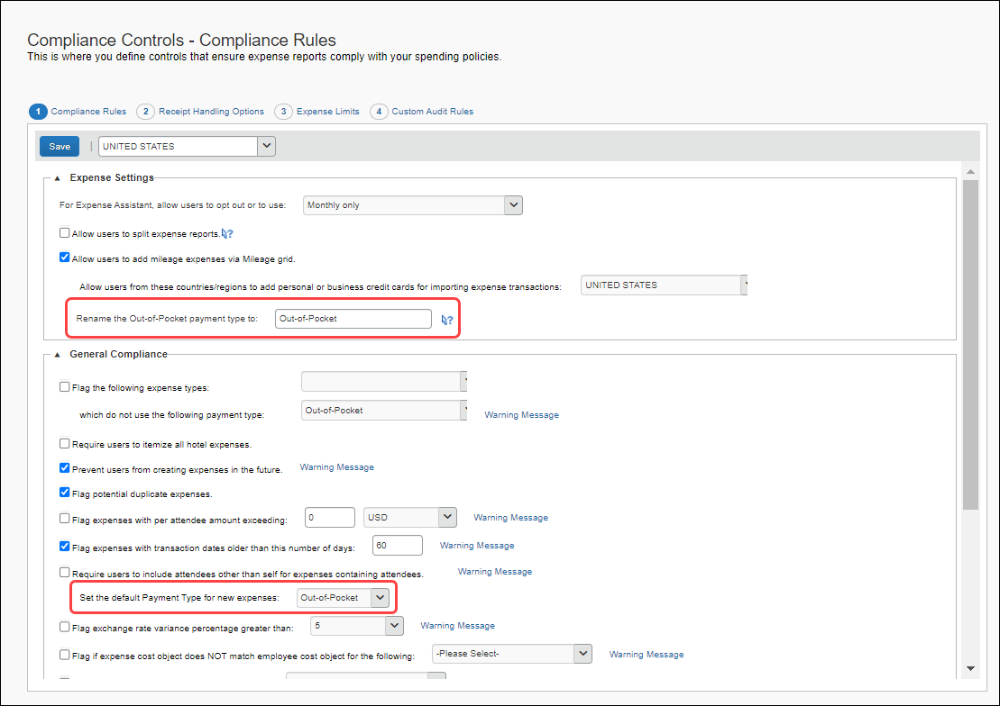 Compliance Controls - Compliance Rules
This is where you define controls that ensure expense reports comply with your spending policies.
1 Compliance Rules 2 Receipt Handling Options 3 Expense Limits 4 Custom Audit Rules
Save | UNITED STATES
Expense Settings
For Expense Assistant, allow users to opt out or to use: Monthly only
Allow users to split expense reports. ?
Allow users to add mileage expenses via Mileage grid.
Allow users from these countries/regions to add personal or business credit cards for importing expense transactions: UNITED STATES
Rename the Out-of-Pocket payment type to: Out-of-Pocket ?
General Compliance
Flag the following expense types:
which do not use the following payment type: Out-of-Pocket Warning Message
Require users to itemize all hotel expenses.
Prevent users from creating expenses in the future. Warning Message
Flag potential duplicate expenses.
Flag expenses with per attendee amount exceeding: 0 USD Warning Message
Flag expenses with transaction dates older than this number of days: 60 Warning Message
Require users to include attendees other than self for expenses containing attendees. Warning Message
Set the default Payment Type for new expenses: Out-of-Pocket
Flag exchange rate variance percentage greater than: 5 Warning Message
Flag if expense cost object does NOT match employee cost object for the following: -Please Select- Warning Message